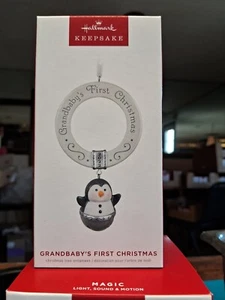 Hallmark
KEEPSAKE
Grandbaby's First Christmas
GRANDBABY'S FIRST CHRISTMAS
MAGIC
LIGHT, SOUND & MOTION